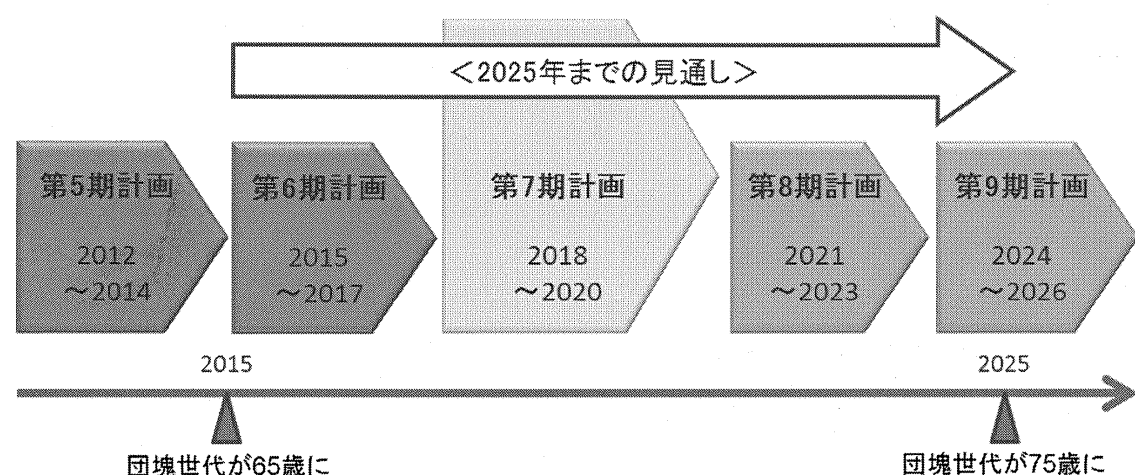 ＜2025年までの見通し＞
第5期計画
2012
～2014
第6期計画
2015
～2017
第7期計画
2018
～2020
第8期計画
2021
～2023
第9期計画
2024
～2026
2015
2025
団塊世代が65歳に
団塊世代が75歳に